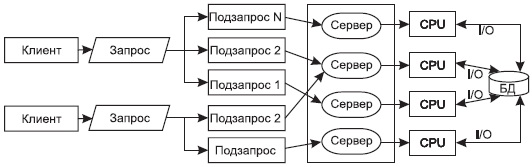 Подзапрос N
Сервер
CPU
I/O
Клиент
Запрос
Подзапрос 2
Сервер
CPU
I/O
БД
Подзапрос 1
Сервер
CPU
I/O
Клиент
Запрос
Подзапрос 2
Подзапрос
Сервер
CPU
I/O